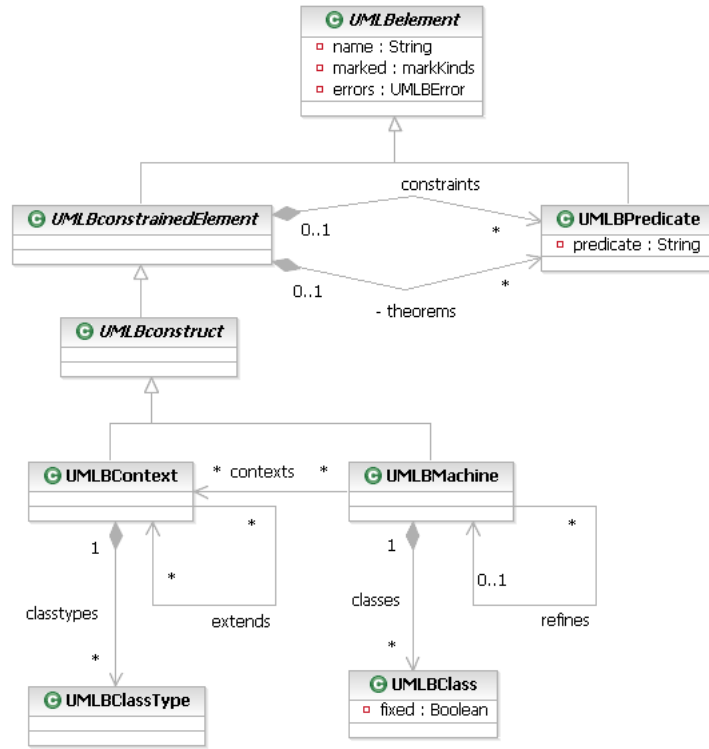 UMLBelement
name : String
marked : markKinds
errors : UMLBError
constraints
UMLBconstrainedElement
0..1
*
UMLBPredicate
predicate : String
0..1
*
- theorems
UMLBconstruct
UMLBContext
* contexts *
UMLBMachine
1
*
*
extends
1
*
0..1
refines
classtypes
*
classes
*
UMLBClassType
UMLBClass
fixed : Boolean